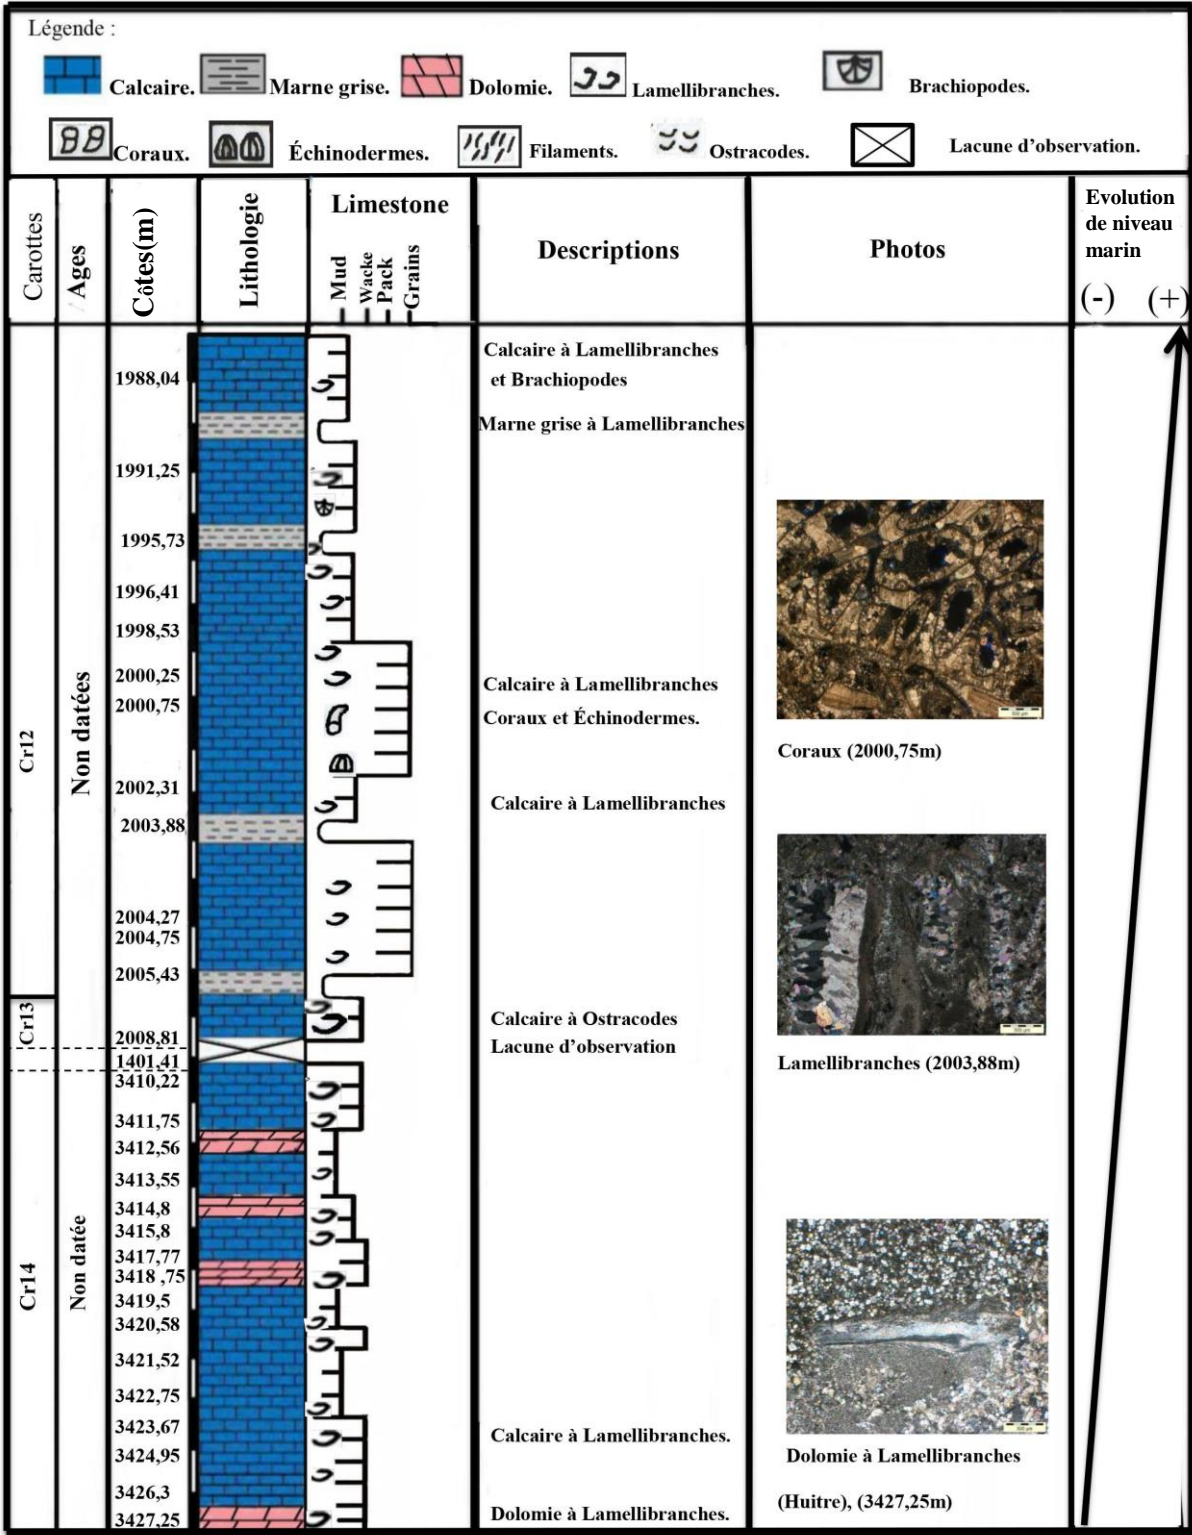 Légende :
Calcaire. Marne grise. Dolomie. Lamellibranches. Brachiopodes.
Coraux. Échinodermes. Filaments. Ostracodes. Lacune d’observation.
Carottes
Ages
Côtes(m)
Lithologie
Limestone
Mud
Wacke
Pack
Grains
Descriptions
Photos
Evolution
de niveau
marin
(-) (+)
Cr12
Cr13
Cr14
Non datées
Non datée
1988,04
1991,25
1995,73
1996,41
1998,53
2000,25
2000,75
2002,31
2003,88
2004,27
2004,75
2005,43
2008,81
1401,41
3410,22
3411,75
3412,56
3413,55
3414,8
3415,8
3417,77
3418 ,75
3419,5
3420,58
3421,52
3422,75
3423,67
3424,95
3426,3
3427,25
Calcaire à Lamellibranches
et Brachiopodes
Marne grise à Lamellibranches
Calcaire à Lamellibranches
Coraux et Échinodermes.
Calcaire à Lamellibranches
Calcaire à Ostracodes
Lacune d’observation
Calcaire à Lamellibranches.
Dolomie à Lamellibranches.
Coraux (2000,75m)
Lamellibranches (2003,88m)
Dolomie à Lamellibranches
(Huitre), (3427,25m)